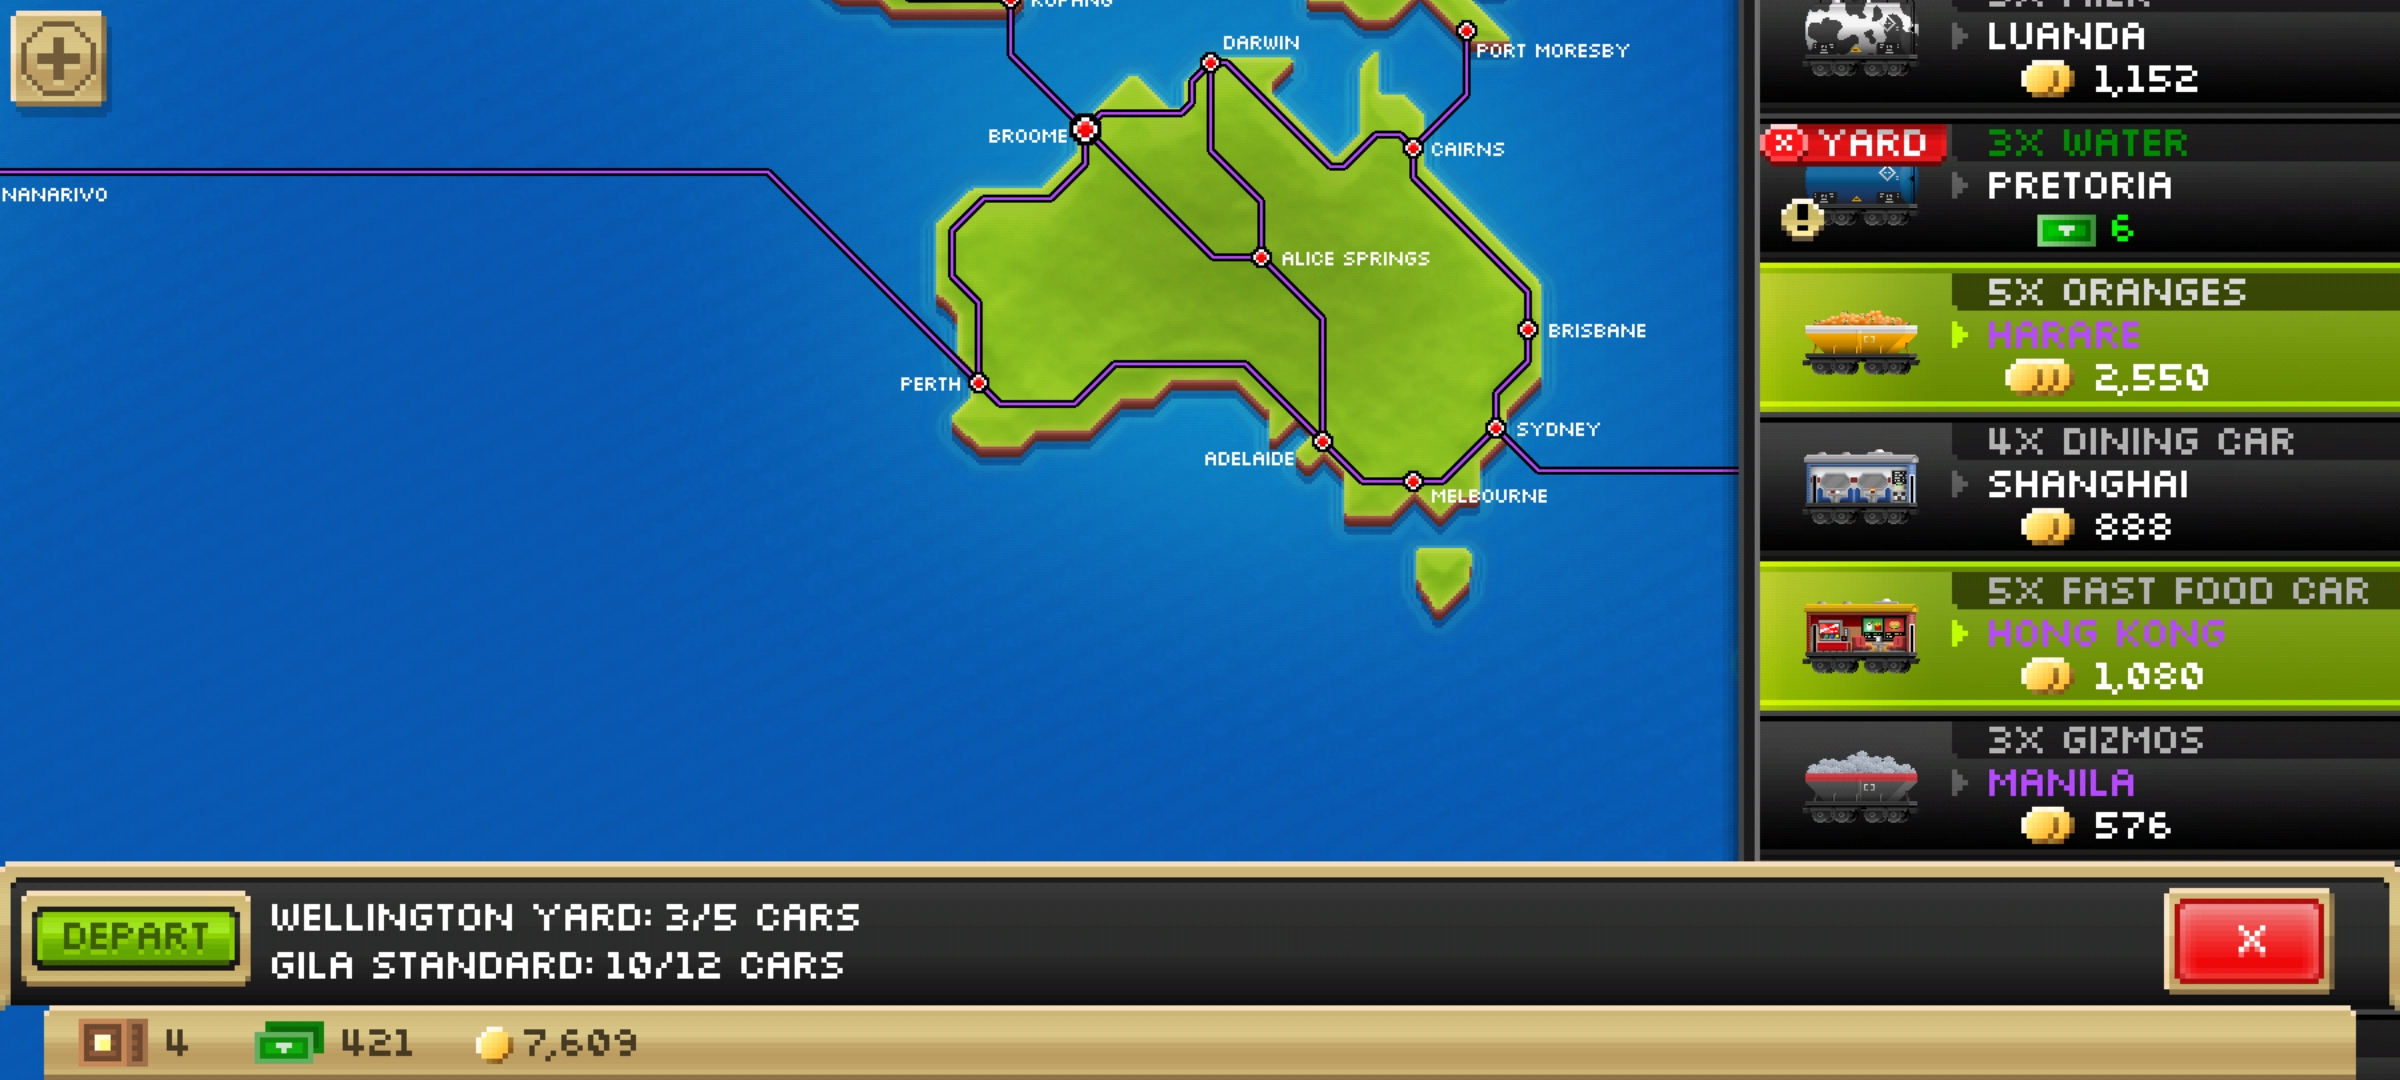 KUPANG
DARWIN
PORT MORESBY
BROOME
CAIRNS
NANARIVO
ALICE SPRINGS
BRISBANE
PERTH
SYDNEY
ADELAIDE
MELBOURNE
3X MILK
LUANDA
1,152
YARD
3X WATER
PRETORIA
6
5X ORANGES
HARARE
2,550
4X DINING CAR
SHANGHAI
888
5X FAST FOOD CAR
HONG KONG
1,080
3X GIZMOS
MANILA
576
DEPART
WELLINGTON YARD: 3/5 CARS
GILA STANDARD: 10/12 CARS
X
4
421
7,609